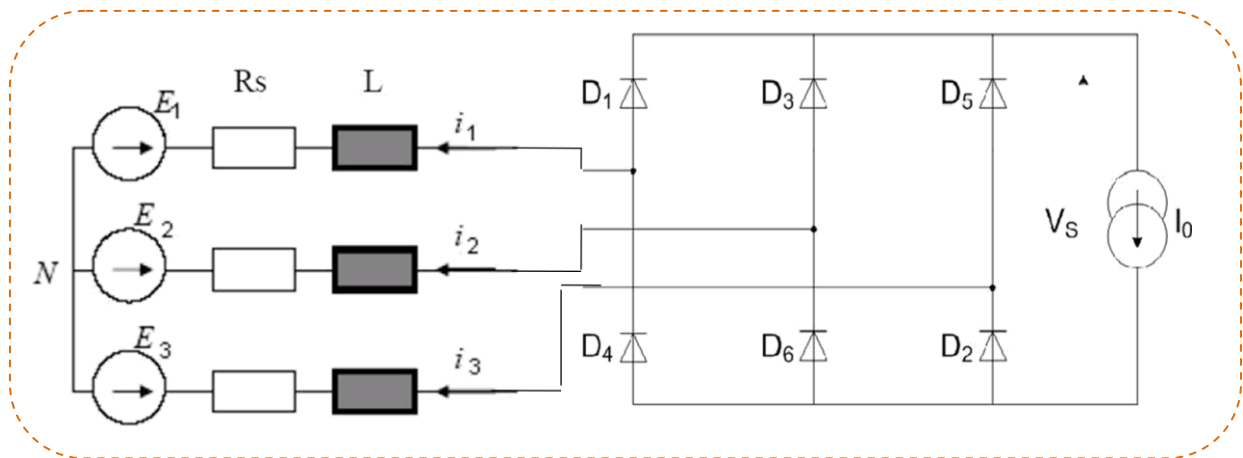 Rs L
E1 i1
E2 i2
N
E3 i3
D1 D3 D5
VS I0
D4 D6 D2